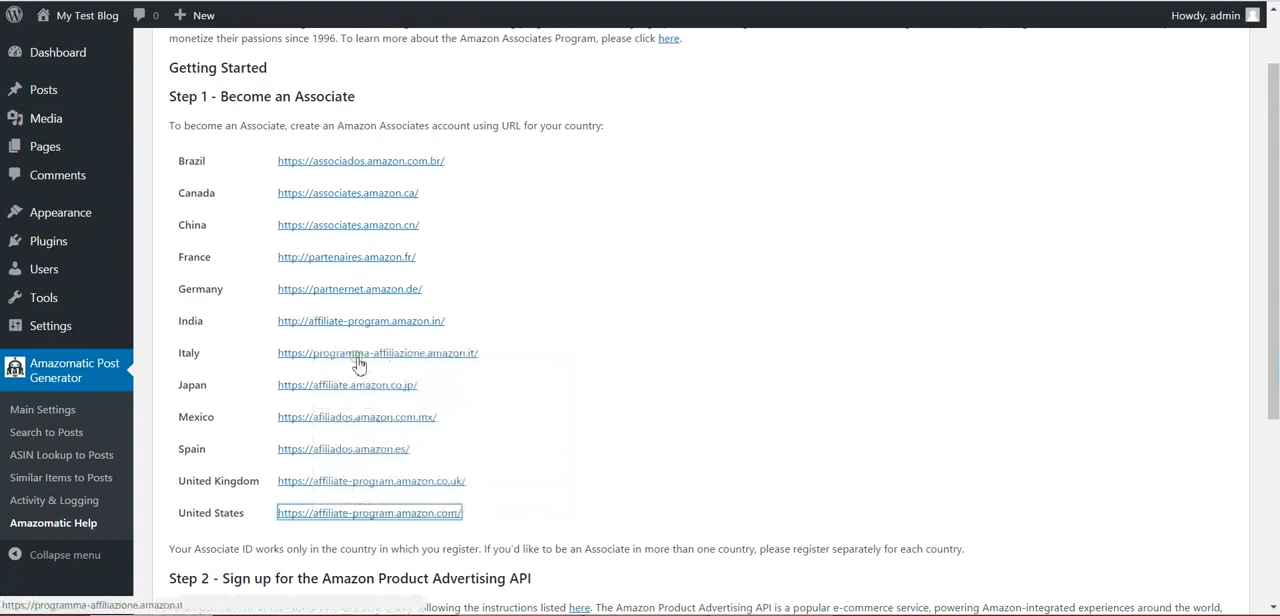 My Test Blog 0 New Howdy, admin
monetize their passions since 1996. To learn more about the Amazon Associates Program, please click here.
Dashboard
Posts
Media
Pages
Comments
Appearance
Plugins
Users
Tools
Settings
Amazomatic Post
Generator
Main Settings
Search to Posts
ASIN Lookup to Posts
Similar Items to Posts
Activity & Logging
Amazomatic Help
Collapse menu
Getting Started
Step 1 - Become an Associate
To become an Associate, create an Amazon Associates account using URL for your country:
Brazil https://associados.amazon.com.br/
Canada https://associates.amazon.ca/
China https://associates.amazon.cn/
France http://partenaires.amazon.fr/
Germany https://partnernet.amazon.de/
India http://affiliate-program.amazon.in/
Italy https://programma-affiliazione.amazon.it/
Japan https://affiliate.amazon.co.jp/
Mexico https://afiliados.amazon.com.mx/
Spain https://afiliados.amazon.es/
United Kingdom https://affiliate-program.amazon.co.uk/
United States https://affiliate-program.amazon.com/
Your Associate ID works only in the country in which you register. If you'd like to be an Associate in more than one country, please register separately for each country.
Step 2 - Sign up for the Amazon Product Advertising API
following the instructions listed here. The Amazon Product Advertising API is a popular e-commerce service, powering Amazon-integrated experiences around the world,
https://programma-affiliazione.amazon.it